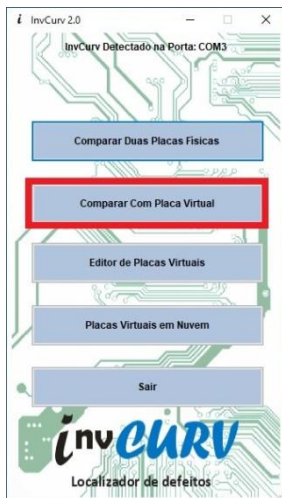 i InvCurv 2.0
InvCurv Detectado na Porta: COM3
Comparar Duas Placas Fisicas
Comparar Com Placa Virtual
Editor de Placas Virtuais
Placas Virtuais em Nuvem
Sair
invCURV
Localizador de defeitos